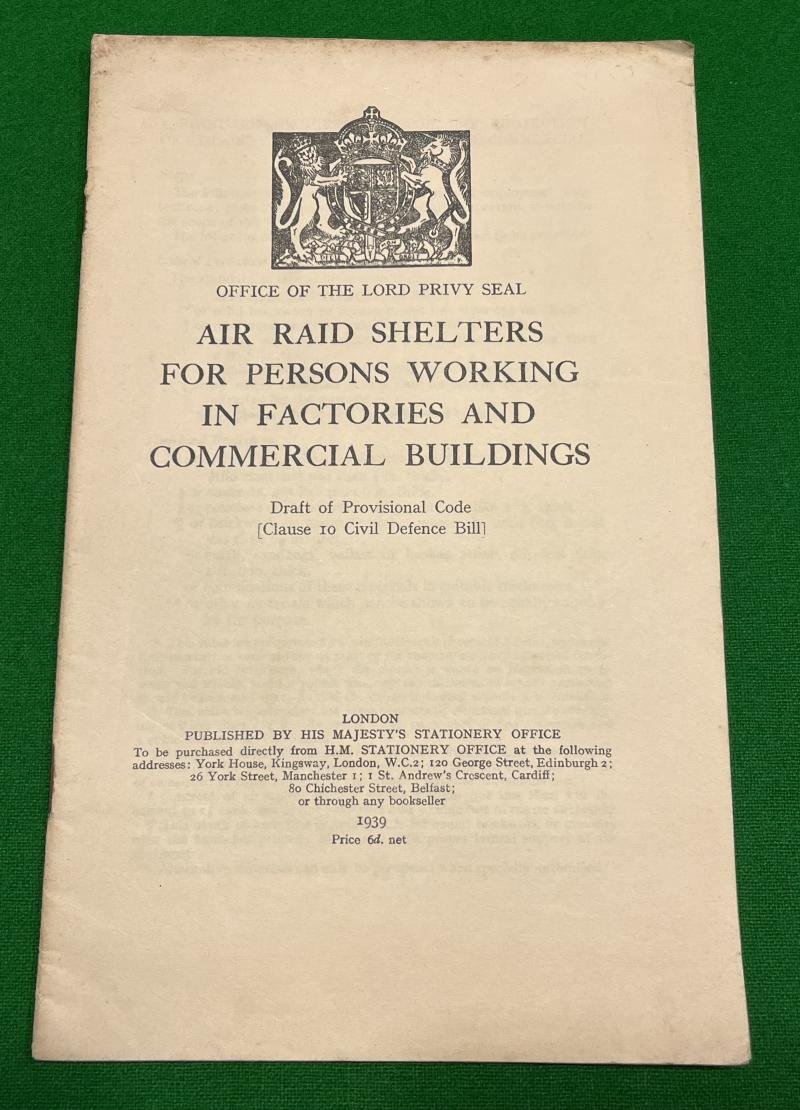 OFFICE OF THE LORD PRIVY SEAL
AIR RAID SHELTERS
FOR PERSONS WORKING
IN FACTORIES AND
COMMERCIAL BUILDINGS
Draft of Provisional Code
[Clause 10 Civil Defence Bill]
LONDON
PUBLISHED BY HIS MAJESTY'S STATIONERY OFFICE
To be purchased directly from H.M. STATIONERY OFFICE at the following
addresses: York House, Kingsway, London, W.C.2; 120 George Street, Edinburgh 2;
26 York Street, Manchester 1; 1 St. Andrew's Crescent, Cardiff;
80 Chichester Street, Belfast;
or through any bookseller
1939
Price 6d. net